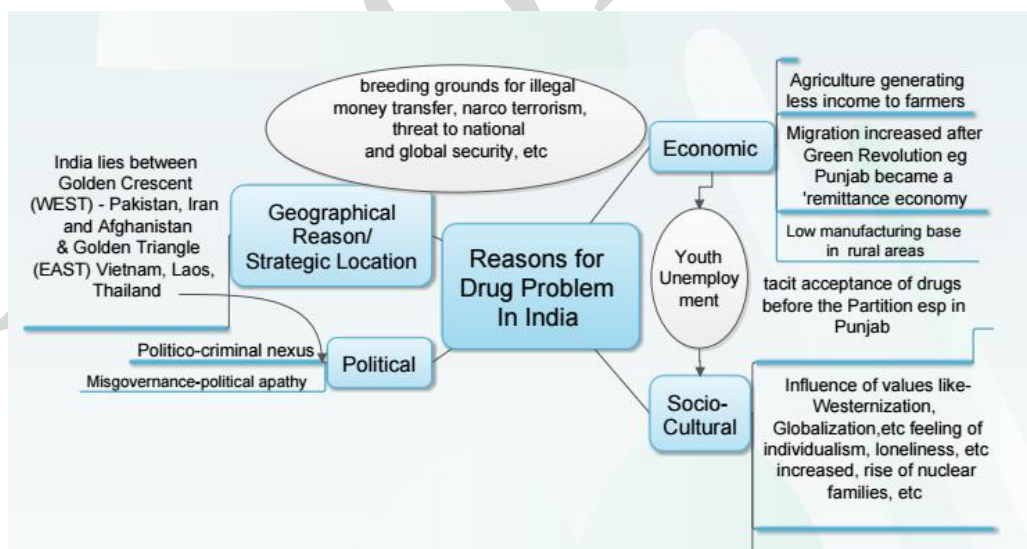 breeding grounds for illegal
money transfer, narco terrorism,
threat to national
and global security, etc
India lies between
Golden Crescent
(WEST) - Pakistan, Iran
and Afghanistan
& Golden Triangle
(EAST) Vietnam, Laos,
Thailand
Geographical
Reason/
Strategic Location
Politico-criminal nexus
Misgovernance-political apathy
Political
Reasons for
Drug Problem
In India
Economic
Agriculture generating
less income to farmers
Migration increased after
Green Revolution eg
Punjab became a
'remittance economy
Low manufacturing base
in rural areas
Youth
Unemploy
ment
tacit acceptance of drugs
before the Partition esp in
Punjab
Socio-
Cultural
Influence of values like-
Westernization,
Globalization,etc feeling of
individualism, loneliness, etc
increased, rise of nuclear
families, etc